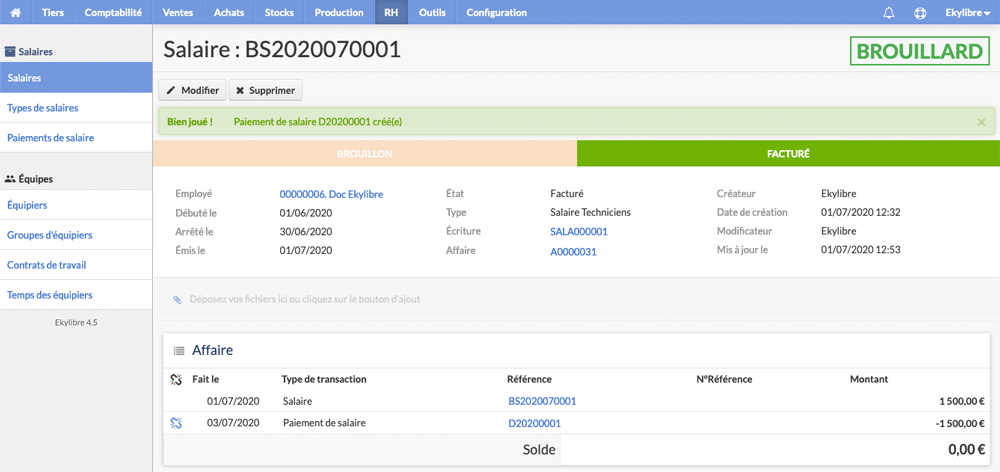 Tiers Comptabilité Ventes Achats Stocks Production RH Outils Configuration Ekylibre
Salaires
Salaires
Types de salaires
Paiements de salaire
Équipes
Équipiers
Groupes d'équipiers
Contrats de travail
Temps des équipiers
Ekylibre 4.5
Salaire : BS2020070001
BROUILLARD
Modifier Supprimer
Bien joué ! Paiement de salaire D20200001 créé(e) ×
BROUILLON FACTURÉ
Employé 00000006. Doc Ekylibre État Facturé Créateur Ekylibre
Débuté le 01/06/2020 Type Salaire Techniciens Date de création 01/07/2020 12:32
Arrêté le 30/06/2020 Écriture SALA000001 Modificateur Ekylibre
Émis le 01/07/2020 Affaire A0000031 Mis à jour le 01/07/2020 12:53
Déposez vos fichiers ici ou cliquez sur le bouton d'ajout
Affaire
Fait le Type de transaction Référence N°Référence Montant
01/07/2020 Salaire BS2020070001 1 500,00 €
03/07/2020 Paiement de salaire D20200001 -1 500,00 €
Solde 0,00 €